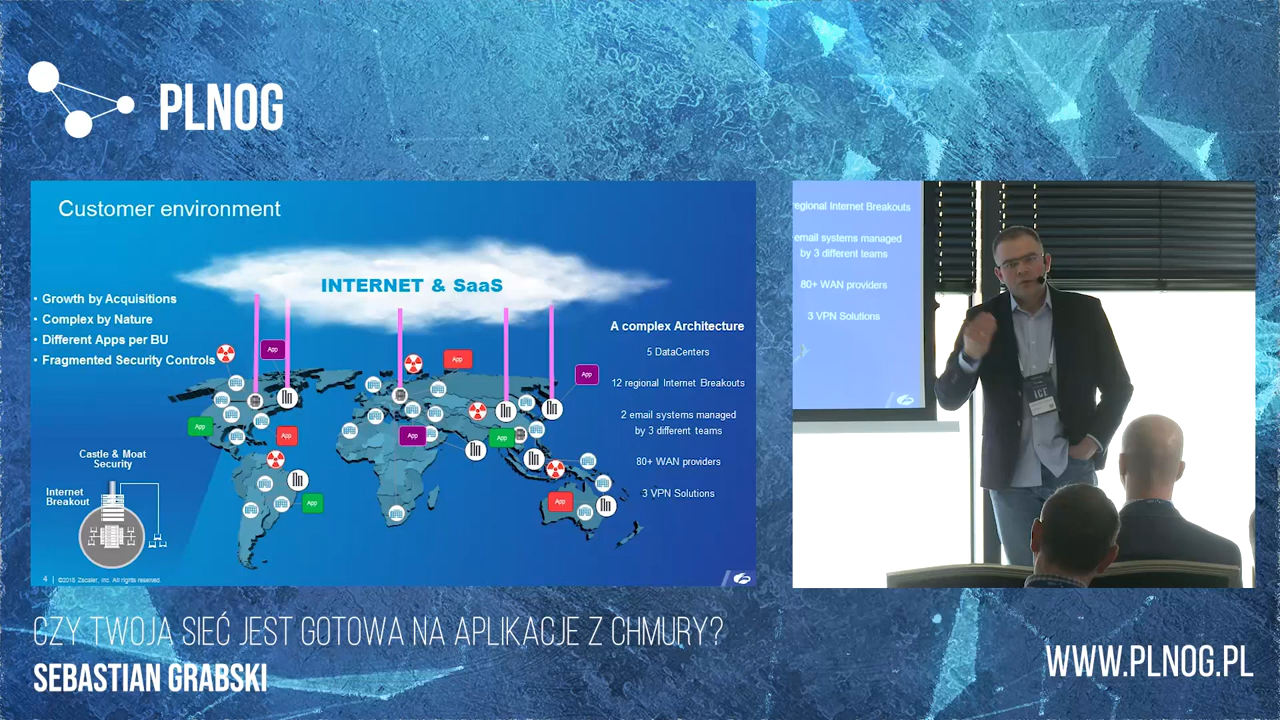 PLNOG
Customer environment
INTERNET & SaaS
• Growth by Acquisitions
• Complex by Nature
• Different Apps per BU
• Fragmented Security Controls
App
App
App
App
App
App
App
App
App
App
Castle & Moat
Security
Internet
Breakout
A complex Architecture
5 DataCenters
12 regional Internet Breakouts
2 email systems managed
by 3 different teams
80+ WAN providers
3 VPN Solutions
4 | ©2016 Zscaler, Inc. All rights reserved.
egional Internet Breakouts
email systems managed
by 3 different teams
80+ WAN providers
3 VPN Solutions
CZY TWOJA SIEĆ JEST GOTOWA NA APLIKACJE Z CHMURY?
SEBASTIAN GRABSKI
WWW.PLNOG.PL